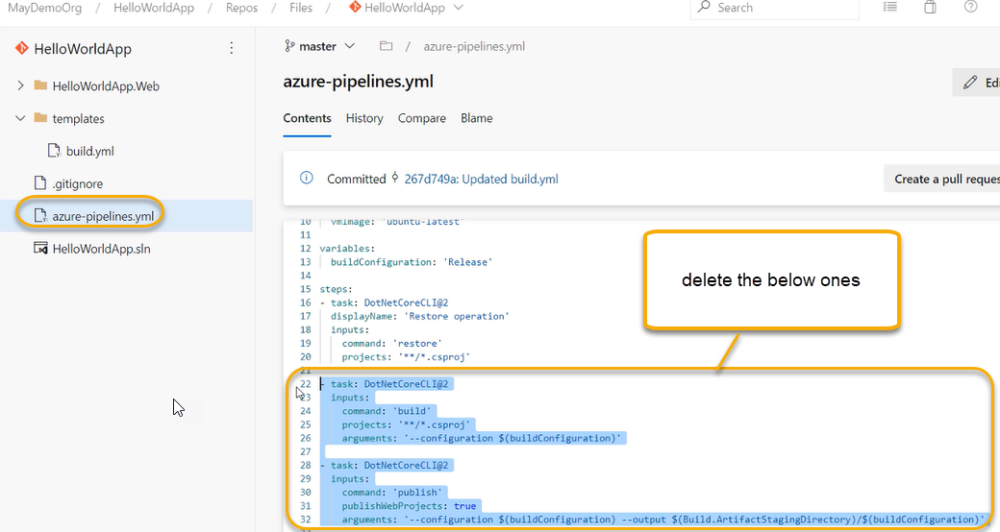 MayDemoOrg / HelloWorldApp / Repos / Files / HelloWorldApp
Search
HelloWorldApp
HelloWorldApp.Web
templates
build.yml
.gitignore
azure-pipelines.yml
HelloWorldApp.sln
master / azure-pipelines.yml
azure-pipelines.yml
Edi
Contents History Compare Blame
Committed 267d749a: Updated build.yml
Create a pull reques
10 vmImage: 'ubuntu-latest'
11
12 variables:
13 buildConfiguration: 'Release'
14
15 steps:
16 - task: DotNetCoreCLI@2
17 displayName: 'Restore operation'
18 inputs:
19 command: 'restore'
20 projects: '**/*.csproj'
21
22 - task: DotNetCoreCLI@2
23 inputs:
24 command: 'build'
25 projects: '**/*.csproj'
26 arguments: '--configuration $(buildConfiguration)'
27
28 - task: DotNetCoreCLI@2
29 inputs:
30 command: 'publish'
31 publishWebProjects: true
32 arguments: '--configuration $(buildConfiguration) --output $(Build.ArtifactStagingDirectory)/$(buildConfiguration)'
delete the below ones